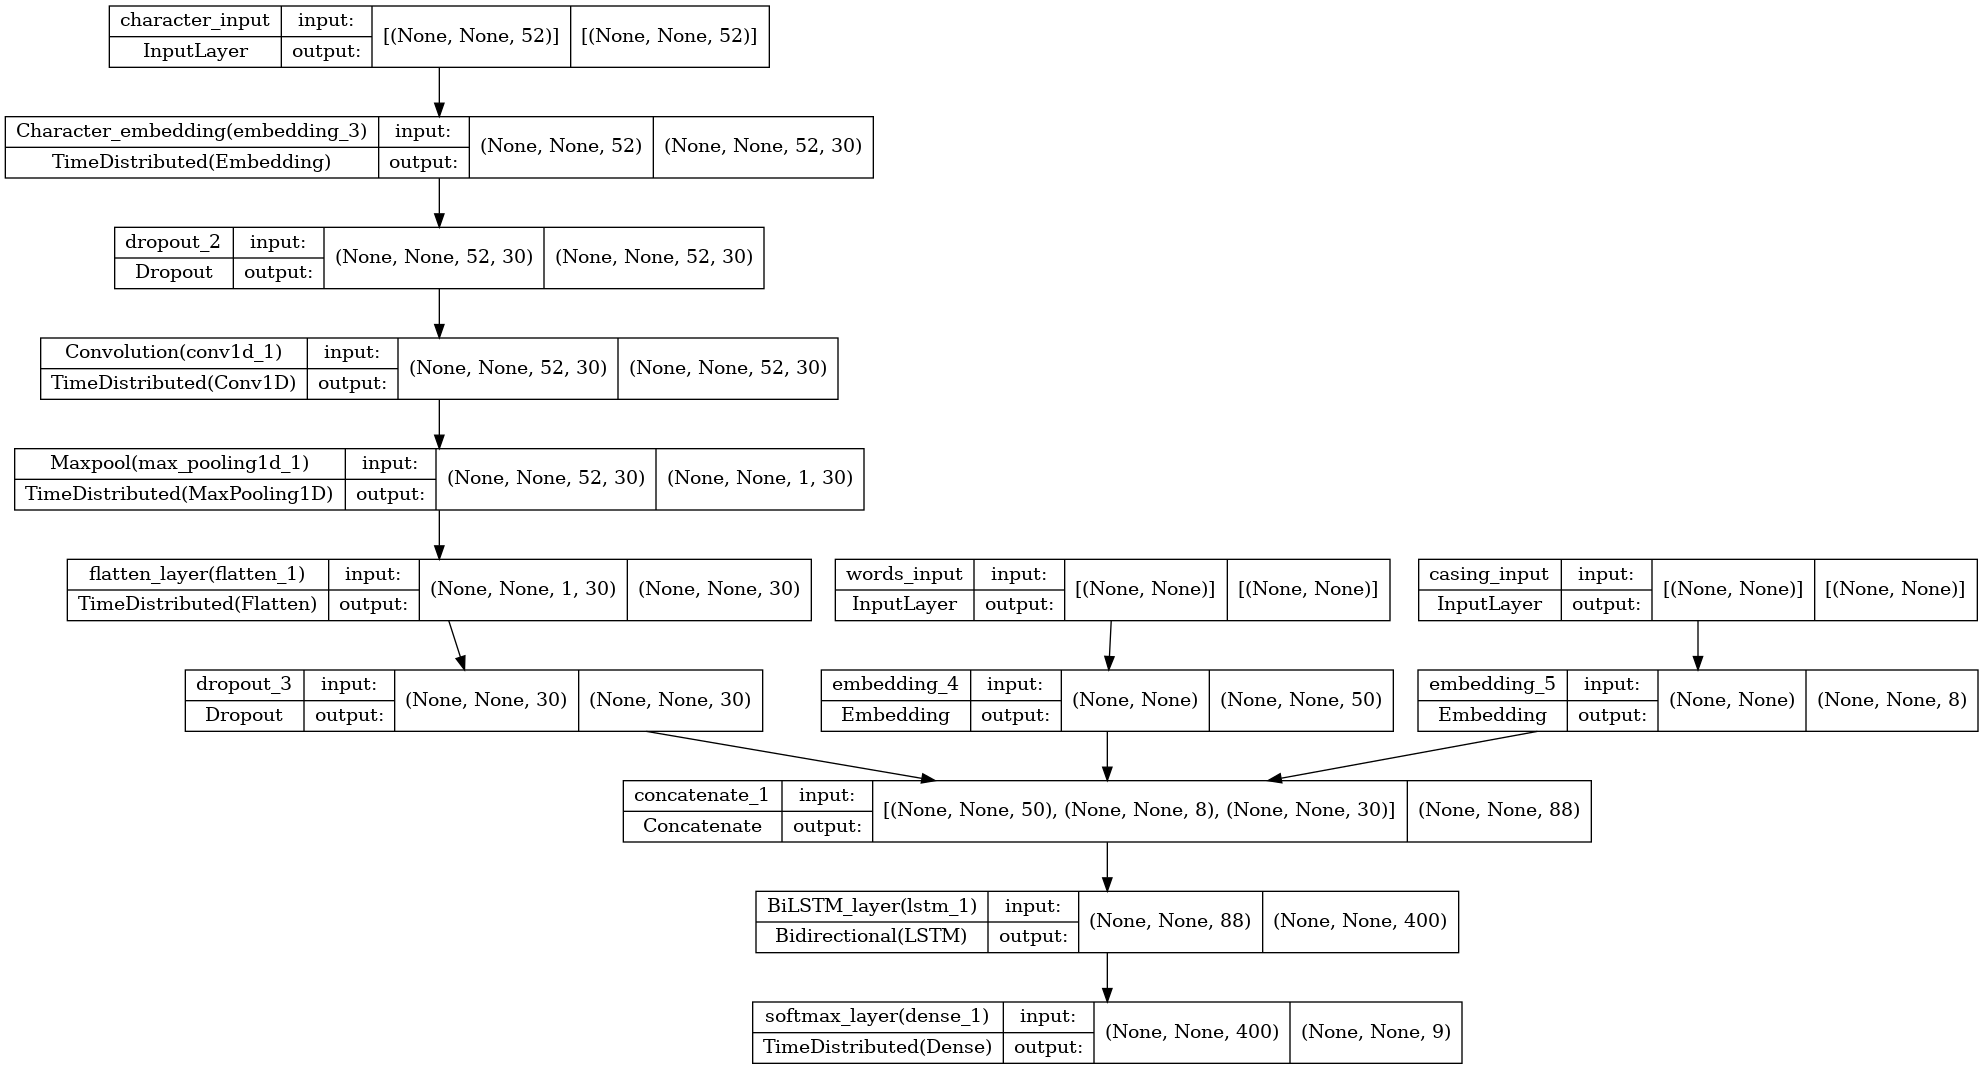 character_input input: [(None, None, 52)] [(None, None, 52)]
InputLayer output:
Character_embedding(embedding_3) input: (None, None, 52) (None, None, 52, 30)
TimeDistributed(Embedding) output:
dropout_2 input: (None, None, 52, 30) (None, None, 52, 30)
Dropout output:
Convolution(conv1d_1) input: (None, None, 52, 30) (None, None, 52, 30)
TimeDistributed(Conv1D) output:
Maxpool(max_pooling1d_1) input: (None, None, 52, 30) (None, None, 1, 30)
TimeDistributed(MaxPooling1D) output:
flatten_layer(flatten_1) input: (None, None, 1, 30) (None, None, 30)
TimeDistributed(Flatten) output:
words_input input: [(None, None)] [(None, None)]
InputLayer output:
casing_input input: [(None, None)] [(None, None)]
InputLayer output:
dropout_3 input: (None, None, 30) (None, None, 30)
Dropout output:
embedding_4 input: (None, None) (None, None, 50)
Embedding output:
embedding_5 input: (None, None) (None, None, 8)
Embedding output:
concatenate_1 input: [(None, None, 50), (None, None, 8), (None, None, 30)] (None, None, 88)
Concatenate output:
BiLSTM_layer(lstm_1) input: (None, None, 88) (None, None, 400)
Bidirectional(LSTM) output:
softmax_layer(dense_1) input: (None, None, 400) (None, None, 9)
TimeDistributed(Dense) output: